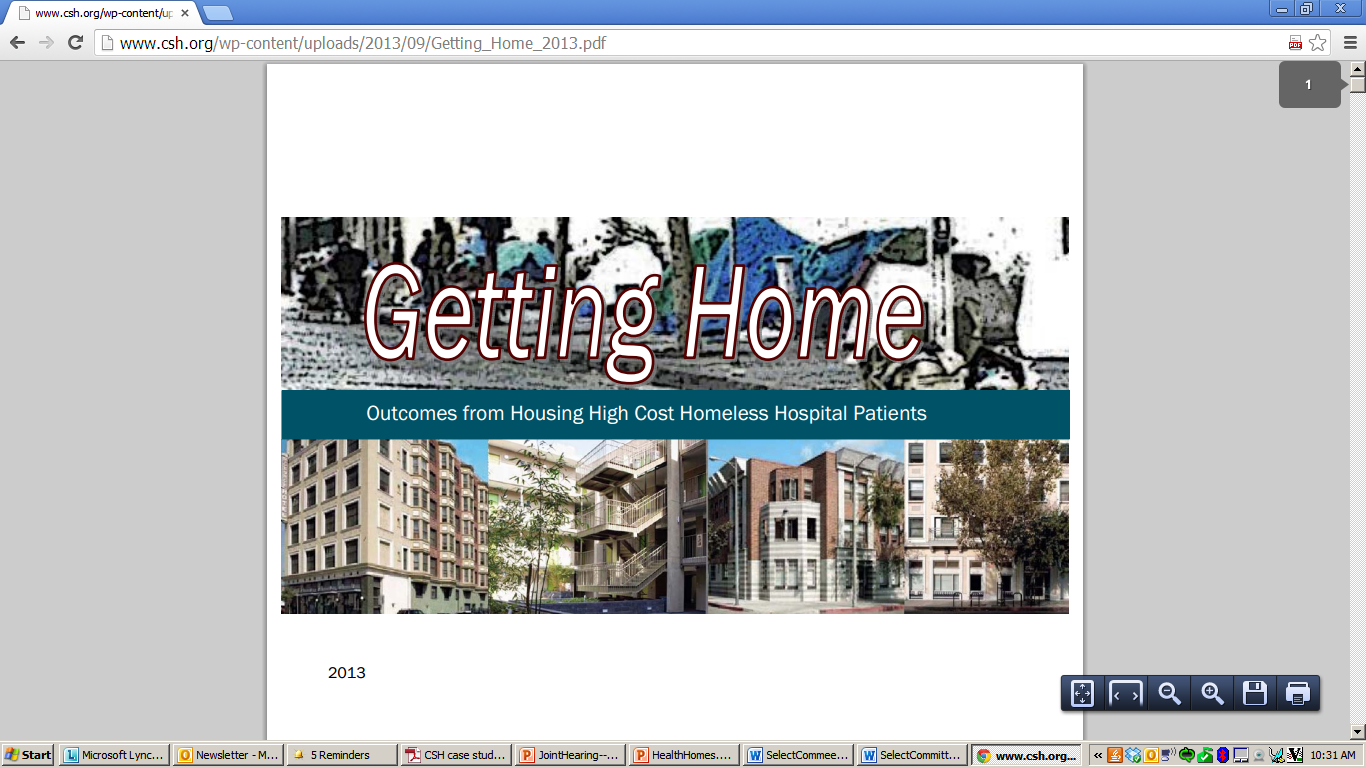 www.csh.org/wp-content/up
www.csh.org/wp-content/uploads/2013/09/Getting_Home_2013.pdf
PDF
1
Getting Home
Outcomes from Housing High Cost Homeless Hospital Patients
2013
Start
Microsoft Lync...
Newsletter - M...
5 Reminders
CSH case stud...
JointHearing--...
HealthHomes....
SelectCommee...
SelectCommitt...
www.csh.org...
10:31 AM